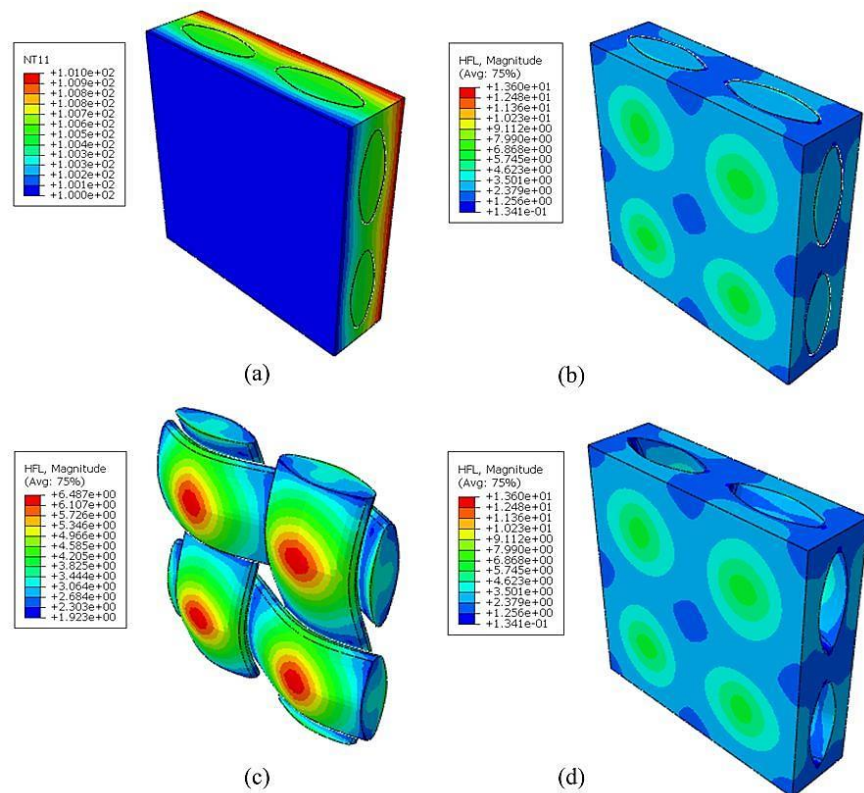 NT11
+1.010e+02
+1.009e+02
+1.008e+02
+1.008e+02
+1.007e+02
+1.006e+02
+1.005e+02
+1.004e+02
+1.003e+02
+1.003e+02
+1.002e+02
+1.001e+02
+1.000e+02
(a)
HFL, Magnitude
(Avg: 75%)
+1.360e+01
+1.248e+01
+1.136e+01
+1.023e+01
+9.112e+00
+7.990e+00
+6.868e+00
+5.745e+00
+4.623e+00
+3.501e+00
+2.379e+00
+1.256e+00
+1.341e-01
(b)
HFL, Magnitude
(Avg: 75%)
+6.487e+00
+6.107e+00
+5.726e+00
+5.346e+00
+4.966e+00
+4.585e+00
+4.205e+00
+3.825e+00
+3.444e+00
+3.064e+00
+2.684e+00
+2.303e+00
+1.923e+00
(c)
HFL, Magnitude
(Avg: 75%)
+1.360e+01
+1.248e+01
+1.136e+01
+1.023e+01
+9.112e+00
+7.990e+00
+6.868e+00
+5.745e+00
+4.623e+00
+3.501e+00
+2.379e+00
+1.256e+00
+1.341e-01
(d)